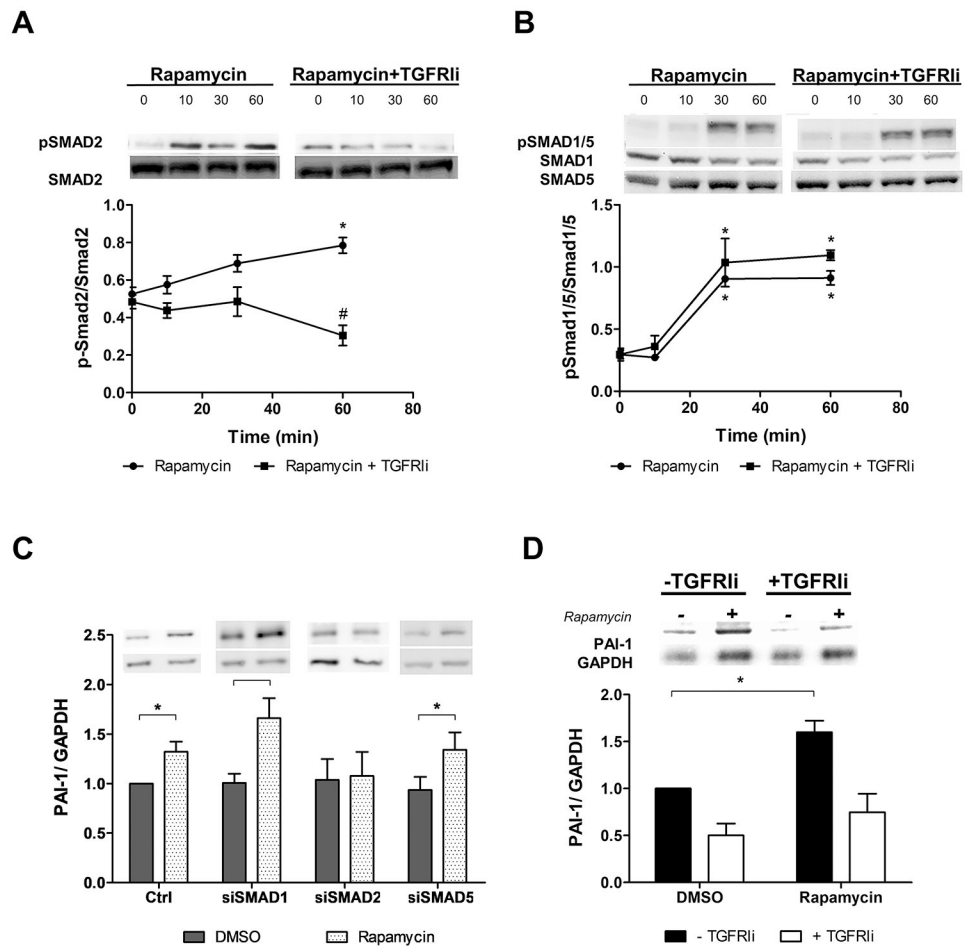 A
Rapamycin Rapamycin+TGFRIi
0 10 30 60 0 10 30 60
pSMAD2
SMAD2
p-Smad2/Smad2
1.0
0.8
0.6
0.4
0.2
0.0
*
#
0 20 40 60 80
Time (min)
Rapamycin Rapamycin + TGFRIi
B
Rapamycin Rapamycin+TGFRIi
0 10 30 60 0 10 30 60
pSMAD1/5
SMAD1
SMAD5
pSmad1/5/Smad1/5
1.5
1.0
0.5
0.0
* *
* *
0 20 40 60 80
Time (min)
Rapamycin Rapamycin + TGFRIi
C
PAI-1/ GAPDH
2.5
2.0
1.5
1.0
0.5
0.0
* *
Ctrl siSMAD1 siSMAD2 siSMAD5
DMSO Rapamycin
D
-TGFRIi +TGFRIi
Rapamycin - + - +
PAI-1
GAPDH
PAI-1/ GAPDH
2.0
1.5
1.0
0.5
0.0
*
DMSO Rapamycin
- TGFRIi + TGFRIi